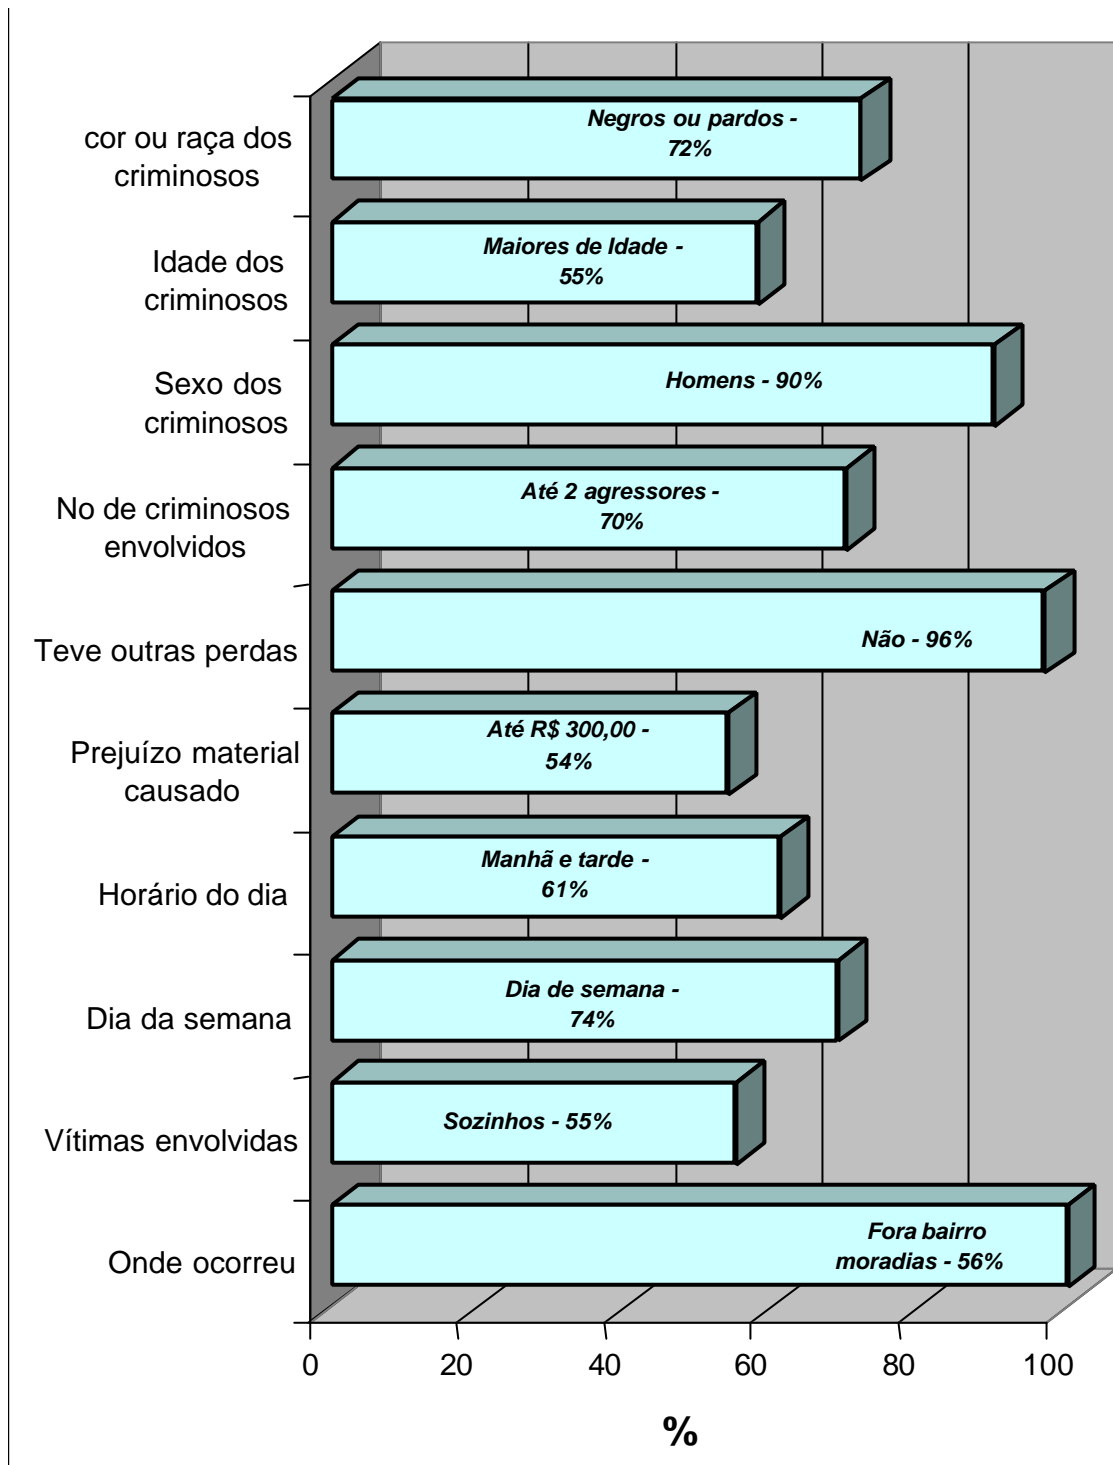 cor ou raça dos
criminosos
Negros ou pardos -
72%
Idade dos
criminosos
Maiores de Idade -
55%
Sexo dos
criminosos
Homens - 90%
No de criminosos
envolvidos
Até 2 agressores -
70%
Teve outras perdas
Não - 96%
Prejuízo material
causado
Até R$ 300,00 -
54%
Horário do dia
Manhã e tarde -
61%
Dia da semana
Dia de semana -
74%
Vítimas envolvidas
Sozinhos - 55%
Onde ocorreu
Fora bairro
moradias - 56%
0 20 40 60 80 100
%